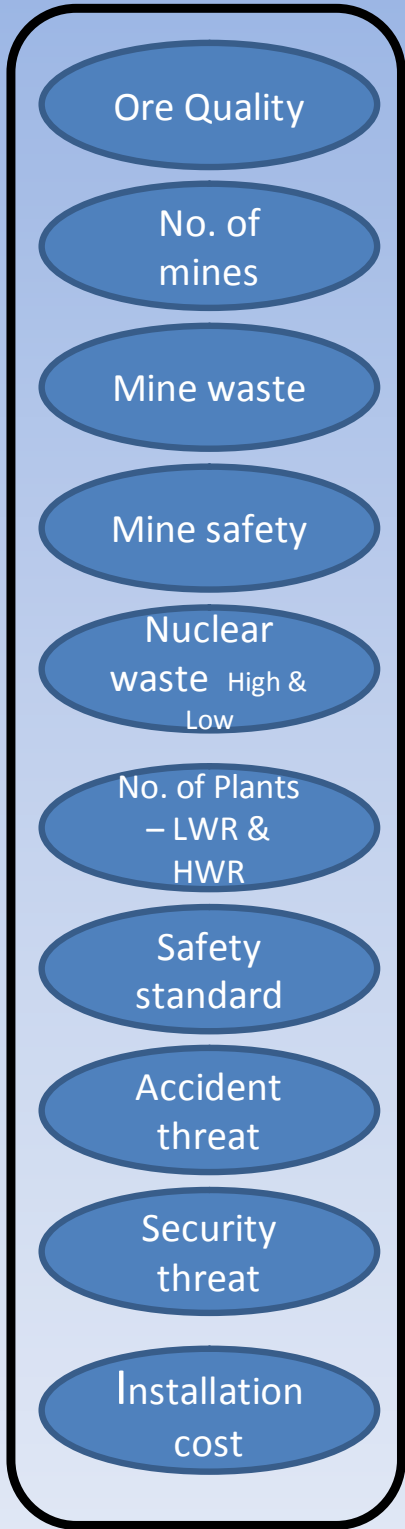 Ore Quality
No. of
mines
Mine waste
Mine safety
Nuclear
waste High &
Low
No. of Plants
– LWR &
HWR
Safety
standard
Accident
threat
Security
threat
Installation
cost